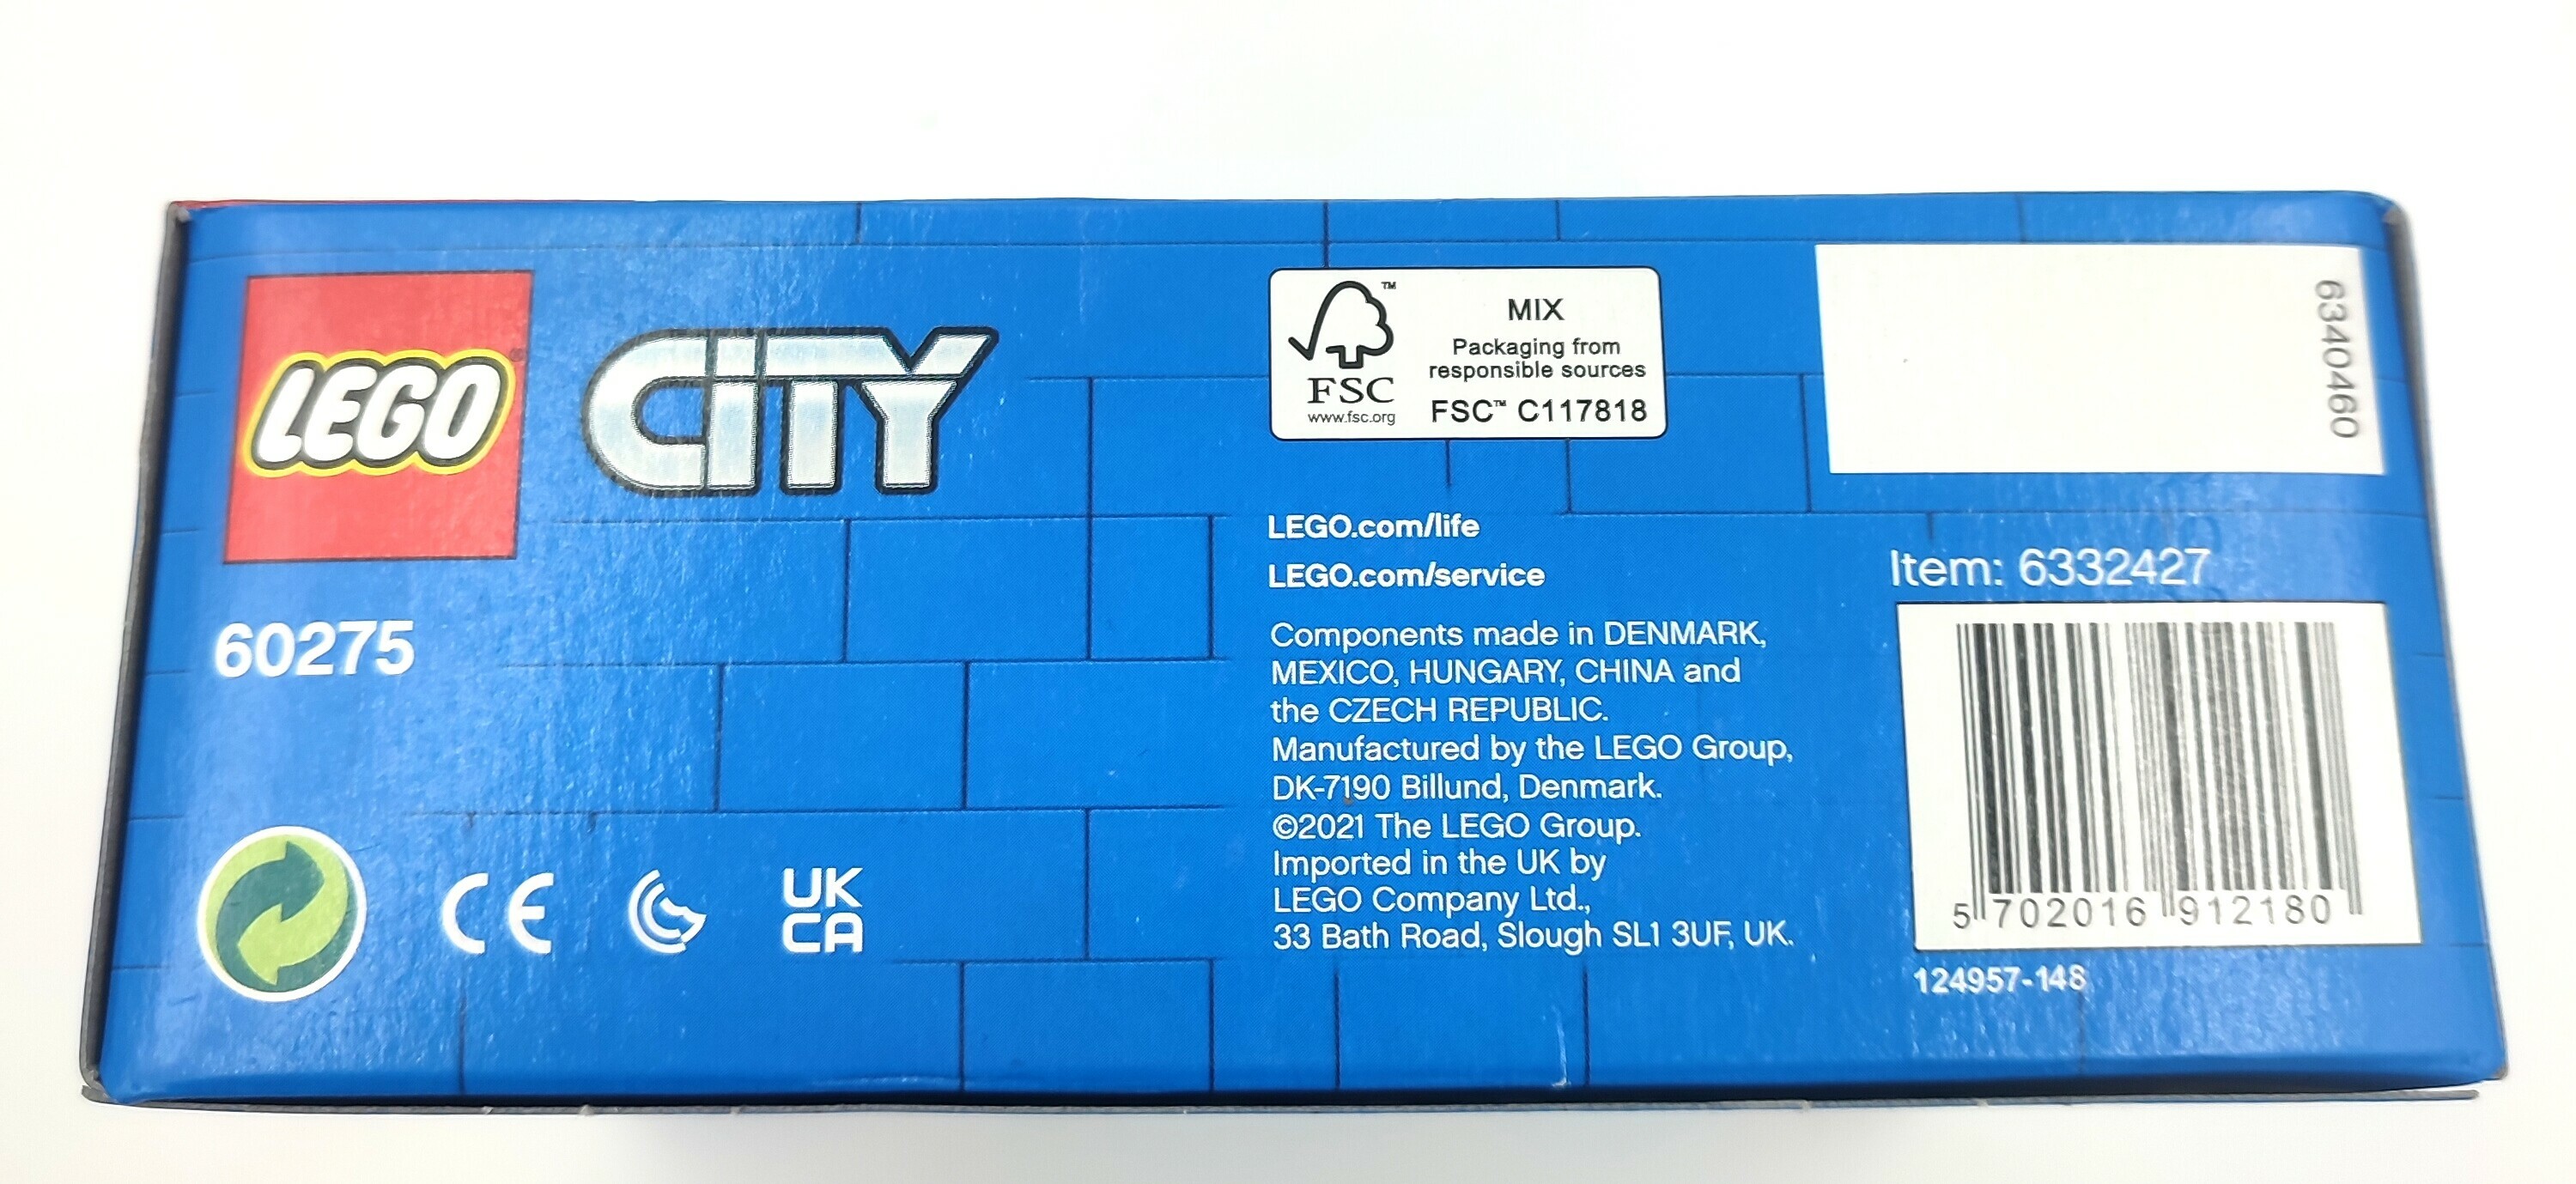 LEGO®
CITY
60275
CE
UK
CA
™
FSC
www.fsc.org
MIX
Packaging from
responsible sources
FSC™ C117818
LEGO.com/life
LEGO.com/service
Components made in DENMARK,
MEXICO, HUNGARY, CHINA and
the CZECH REPUBLIC.
Manufactured by the LEGO Group,
DK-7190 Billund, Denmark.
©2021 The LEGO Group.
Imported in the UK by
LEGO Company Ltd.,
33 Bath Road, Slough SL1 3UF, UK.
6340460
Item: 6332427
5 702016 912180
124957-148